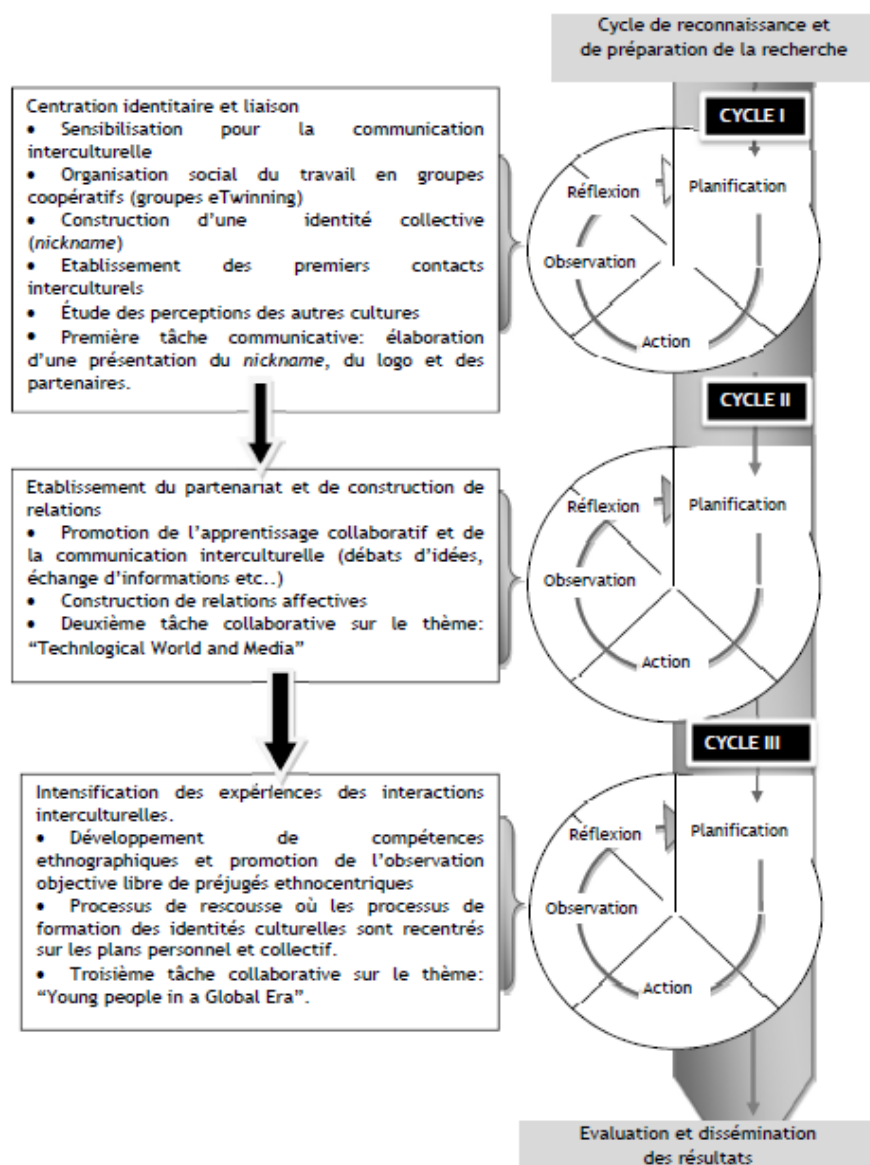 Cycle de reconnaissance et
de préparation de la recherche
CYCLE I
Centration identitaire et liaison
• Sensibilisation pour la communication
interculturelle
• Organisation social du travail en groupes
coopératifs (groupes eTwinning)
• Construction d’une identité collective
(nickname)
• Etablissement des premiers contacts
interculturels
• Étude des perceptions des autres cultures
• Première tâche communicative: élaboration
d’une présentation du nickname, du logo et des
partenaires.
Réflexion
Planification
Observation
Action
CYCLE II
Etablissement du partenariat et de construction de
relations
• Promotion de l’apprentissage collaboratif et de
la communication interculturelle (débats d’idées,
échange d’informations etc..)
• Construction de relations affectives
• Deuxième tâche collaborative sur le thème:
“Technlogical World and Media”
Réflexion
Planification
Observation
Action
CYCLE III
Intensification des expériences des interactions
interculturelles.
• Développement de compétences
ethnographiques et promotion de l’observation
objective libre de préjugés ethnocentriques
• Processus de rescousse où les processus de
formation des identités culturelles sont recentrés
sur les plans personnel et collectif.
• Troisième tâche collaborative sur le thème:
“Young people in a Global Era”.
Réflexion
Planification
Observation
Action
Evaluation et dissémination
des résultats